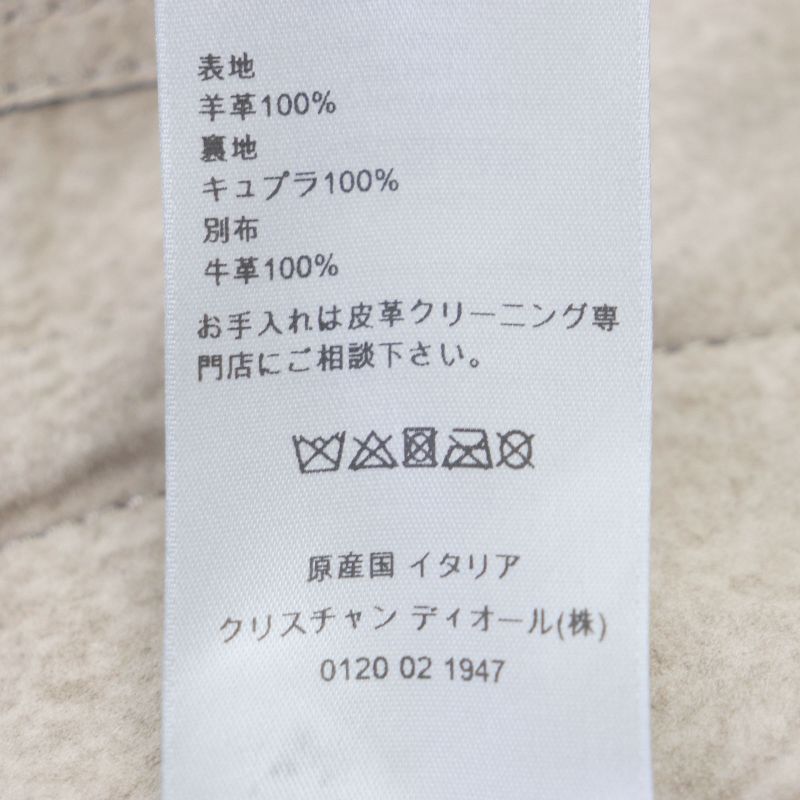 表地
羊革100%
裏地
キュプラ100%
別布
牛革100%
お手入れは皮革クリーニング専
門店にご相談下さい。
原産国 イタリア
クリスチャン ディオール(株)
0120 02 1947